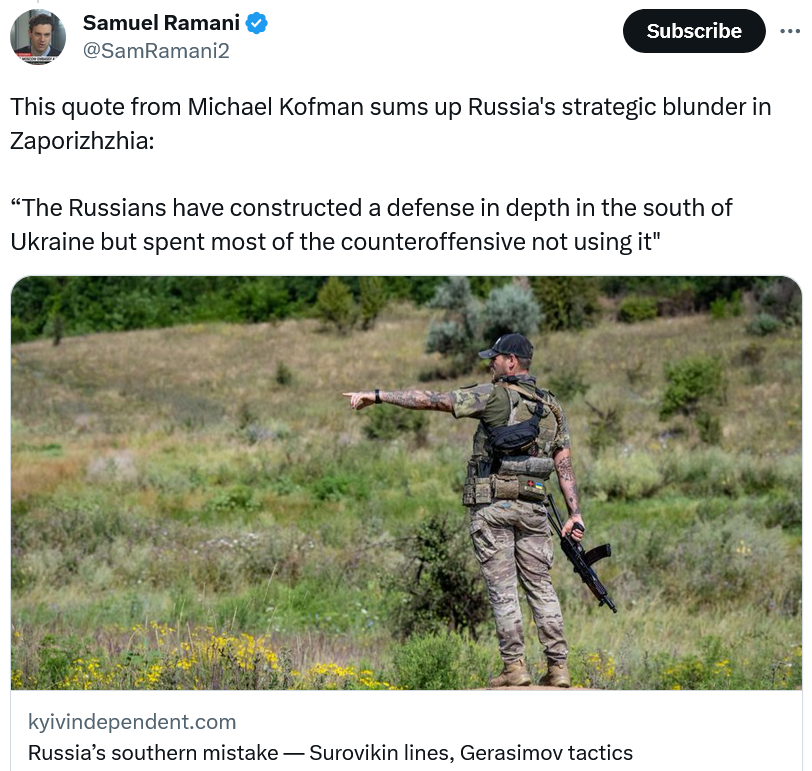 Samuel Ramani
@SamRamani2
Subscribe
This quote from Michael Kofman sums up Russia's strategic blunder in
Zaporizhzhia:
“The Russians have constructed a defense in depth in the south of
Ukraine but spent most of the counteroffensive not using it"
kyivindependent.com
Russia’s southern mistake — Surovikin lines, Gerasimov tactics